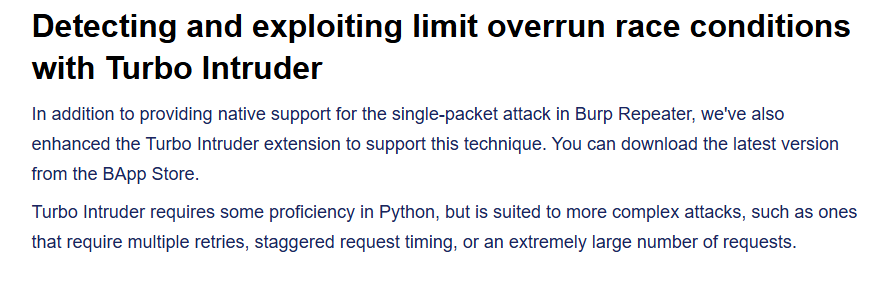 Detecting and exploiting limit overrun race conditions
with Turbo Intruder
In addition to providing native support for the single-packet attack in Burp Repeater, we've also
enhanced the Turbo Intruder extension to support this technique. You can download the latest version
from the BApp Store.
Turbo Intruder requires some proficiency in Python, but is suited to more complex attacks, such as ones
that require multiple retries, staggered request timing, or an extremely large number of requests.